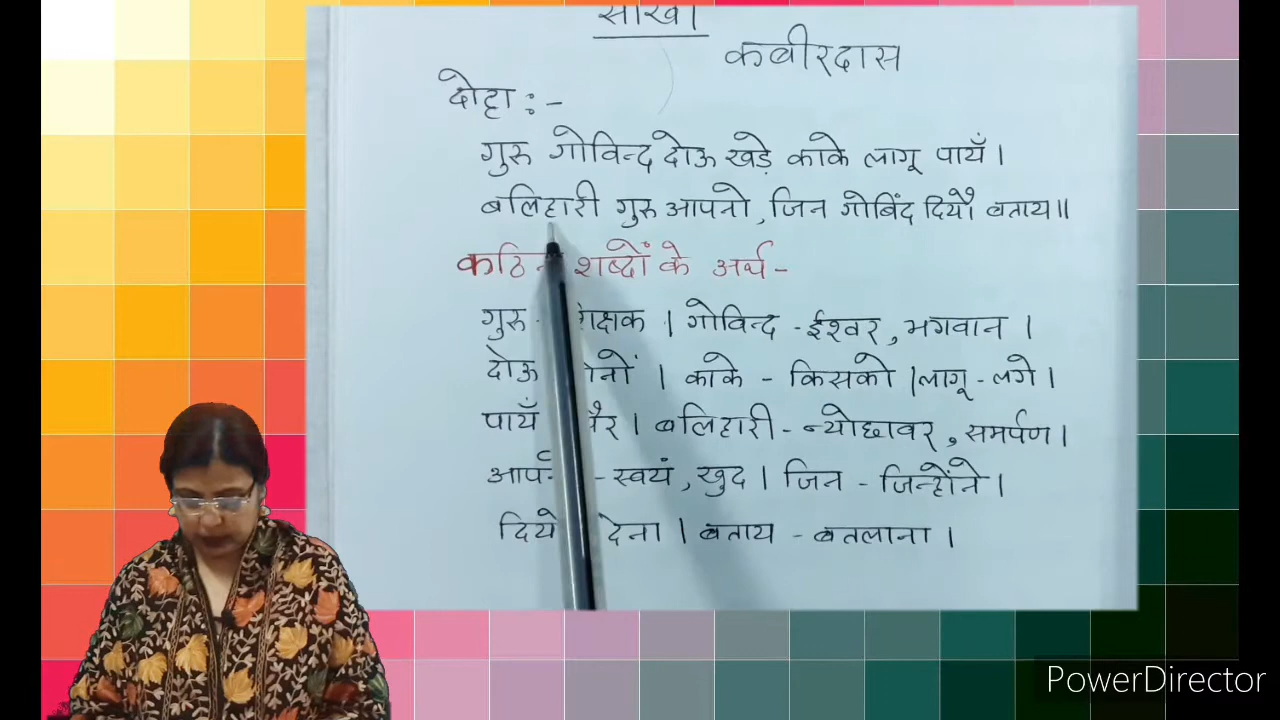 साखी
कबीरदास
दोहा :-
गुरु गोविन्द दोऊ खड़े काके लागू पायँ ।
बलिहारी गुरु आपनो, जिन गोबिंद दियौ बताय॥
शब्दों के अर्थ -
गुरु - । गोविन्द - ईश्वर, भगवान ।
दोऊ । काके - किसको । लागू - लगे ।
पायँ । बलिहारी - न्योछावर, समर्पण ।
- स्वयं, खुद । जिन - जिन्होंने ।
दिये देना । बताय - बतलाना ।
PowerDirector